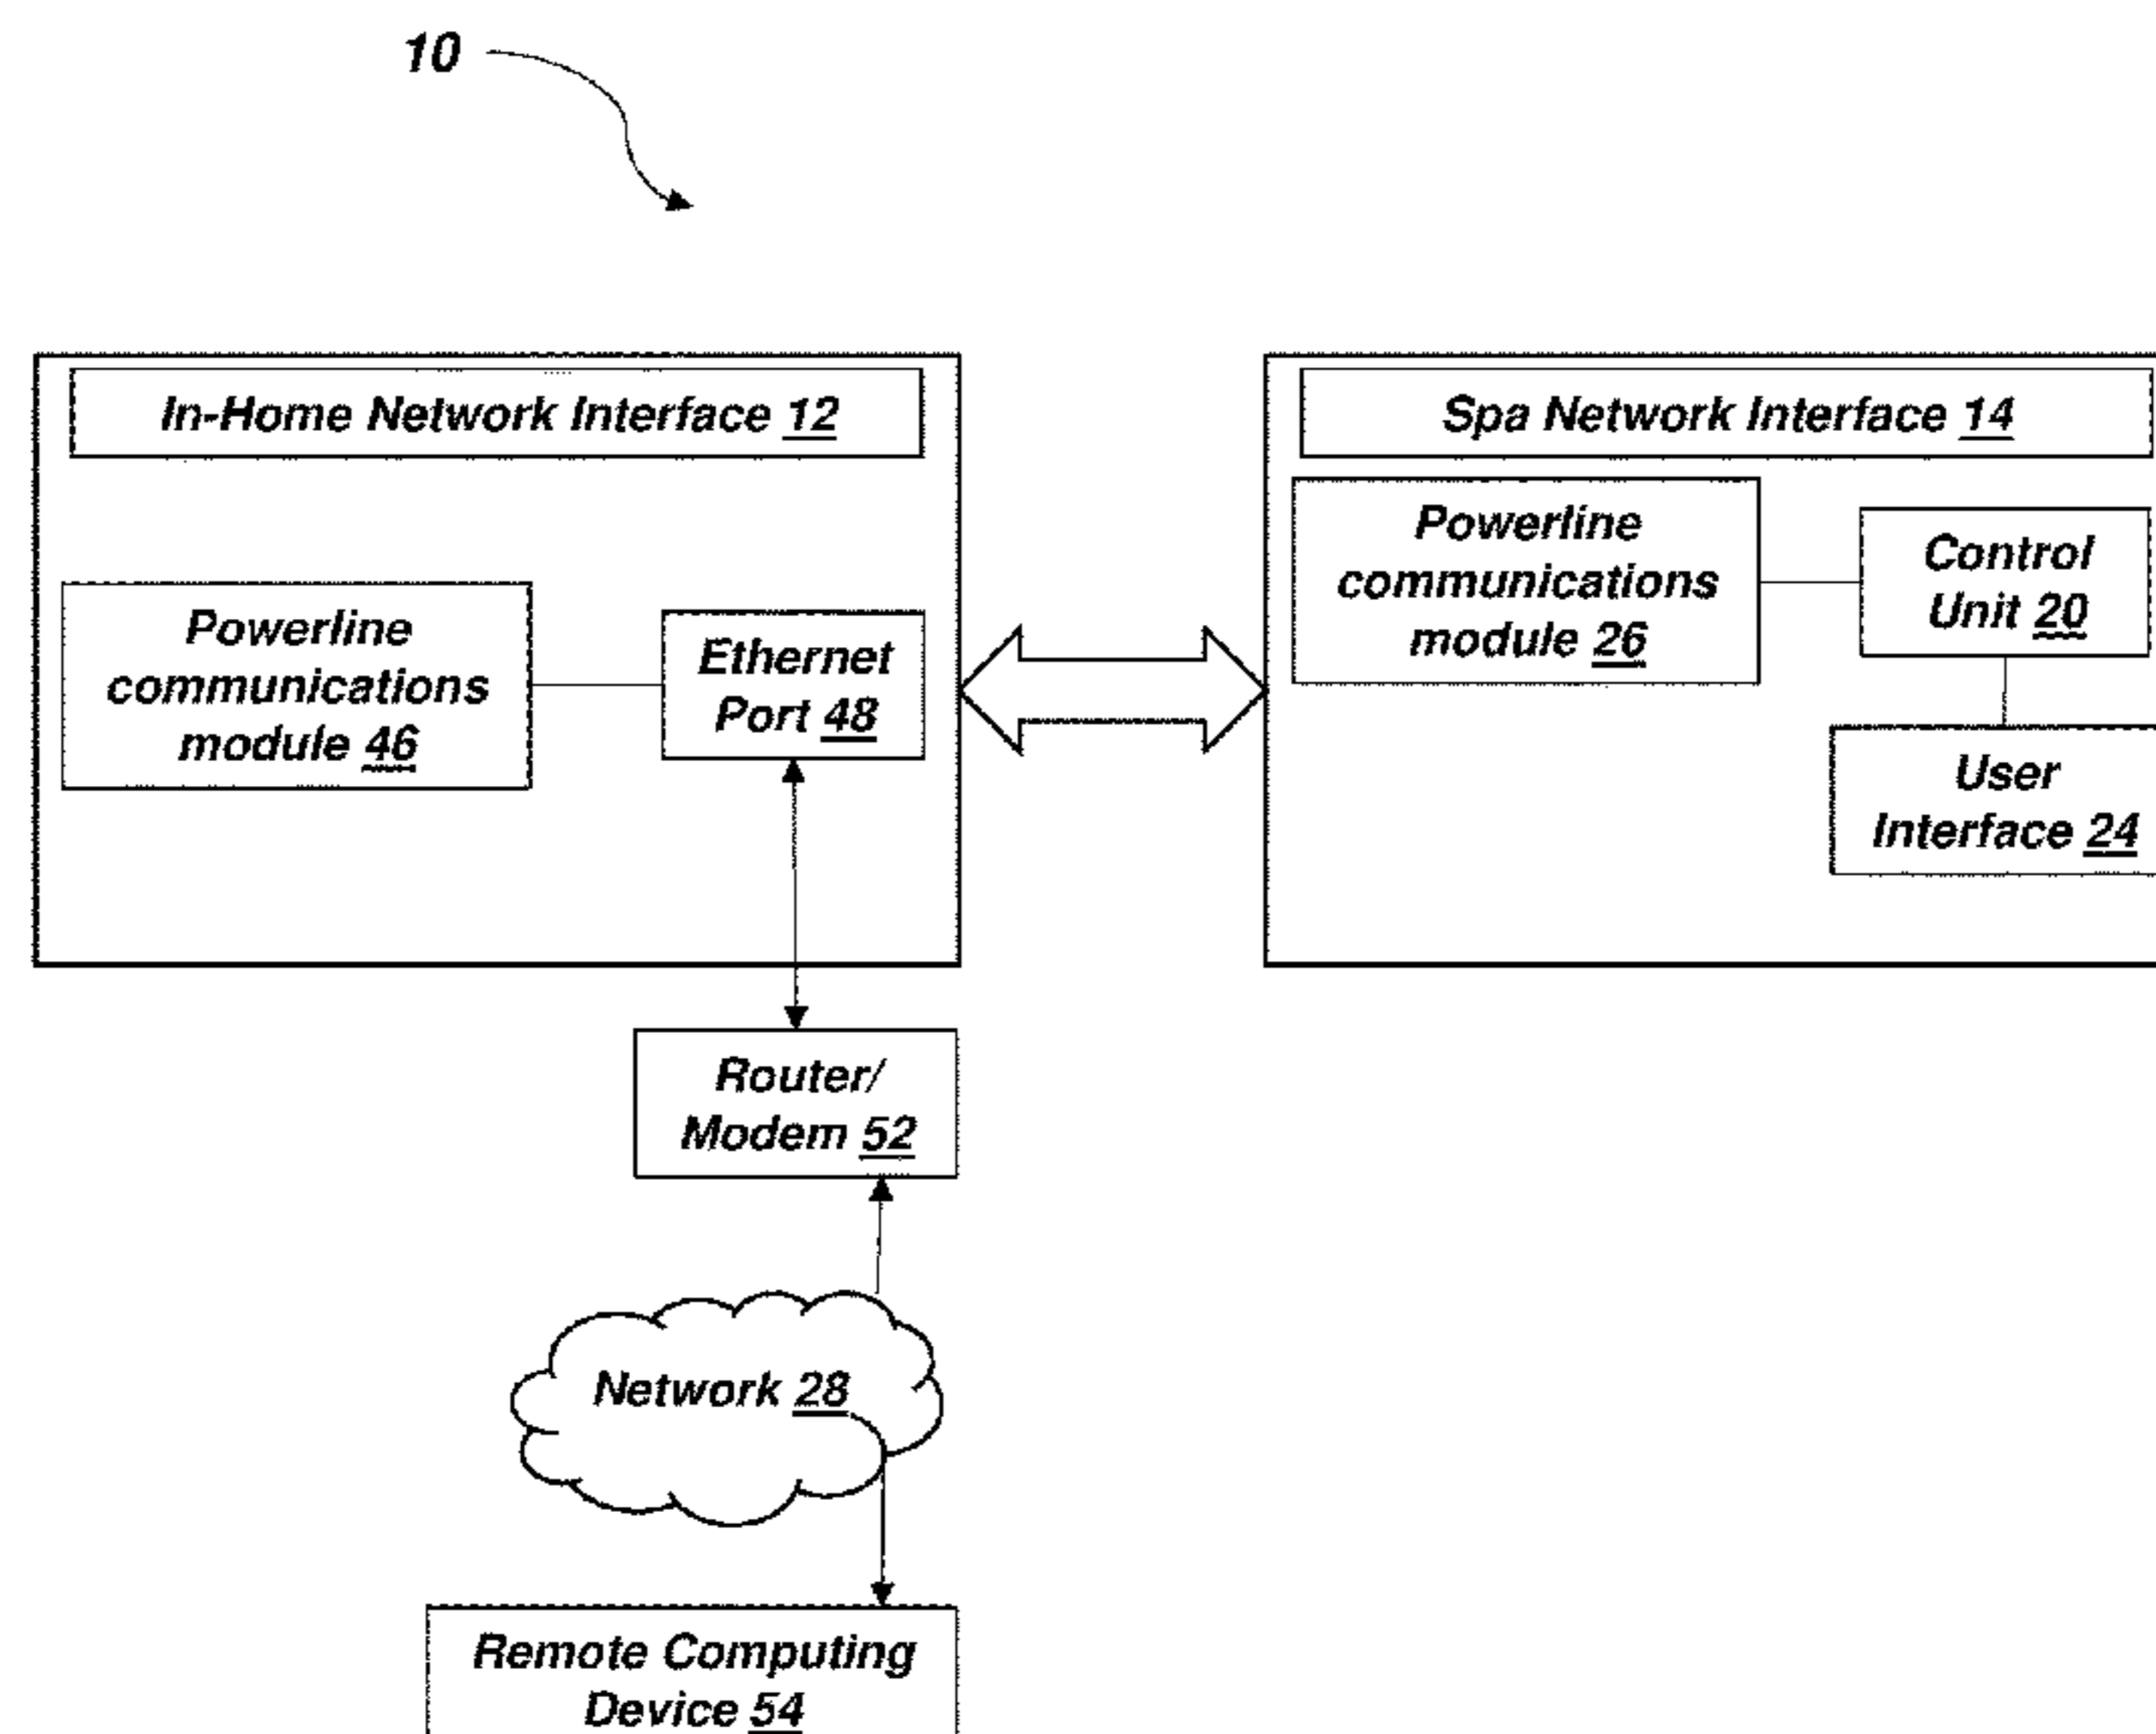 10
In-Home Network Interface 12
Powerline
communications
module 46
Ethernet
Port 48
Spa Network Interface 14
Powerline
communications
module 26
Control
Unit 20
User
Interface 24
Router/
Modem 52
Network 28
Remote Computing
Device 54